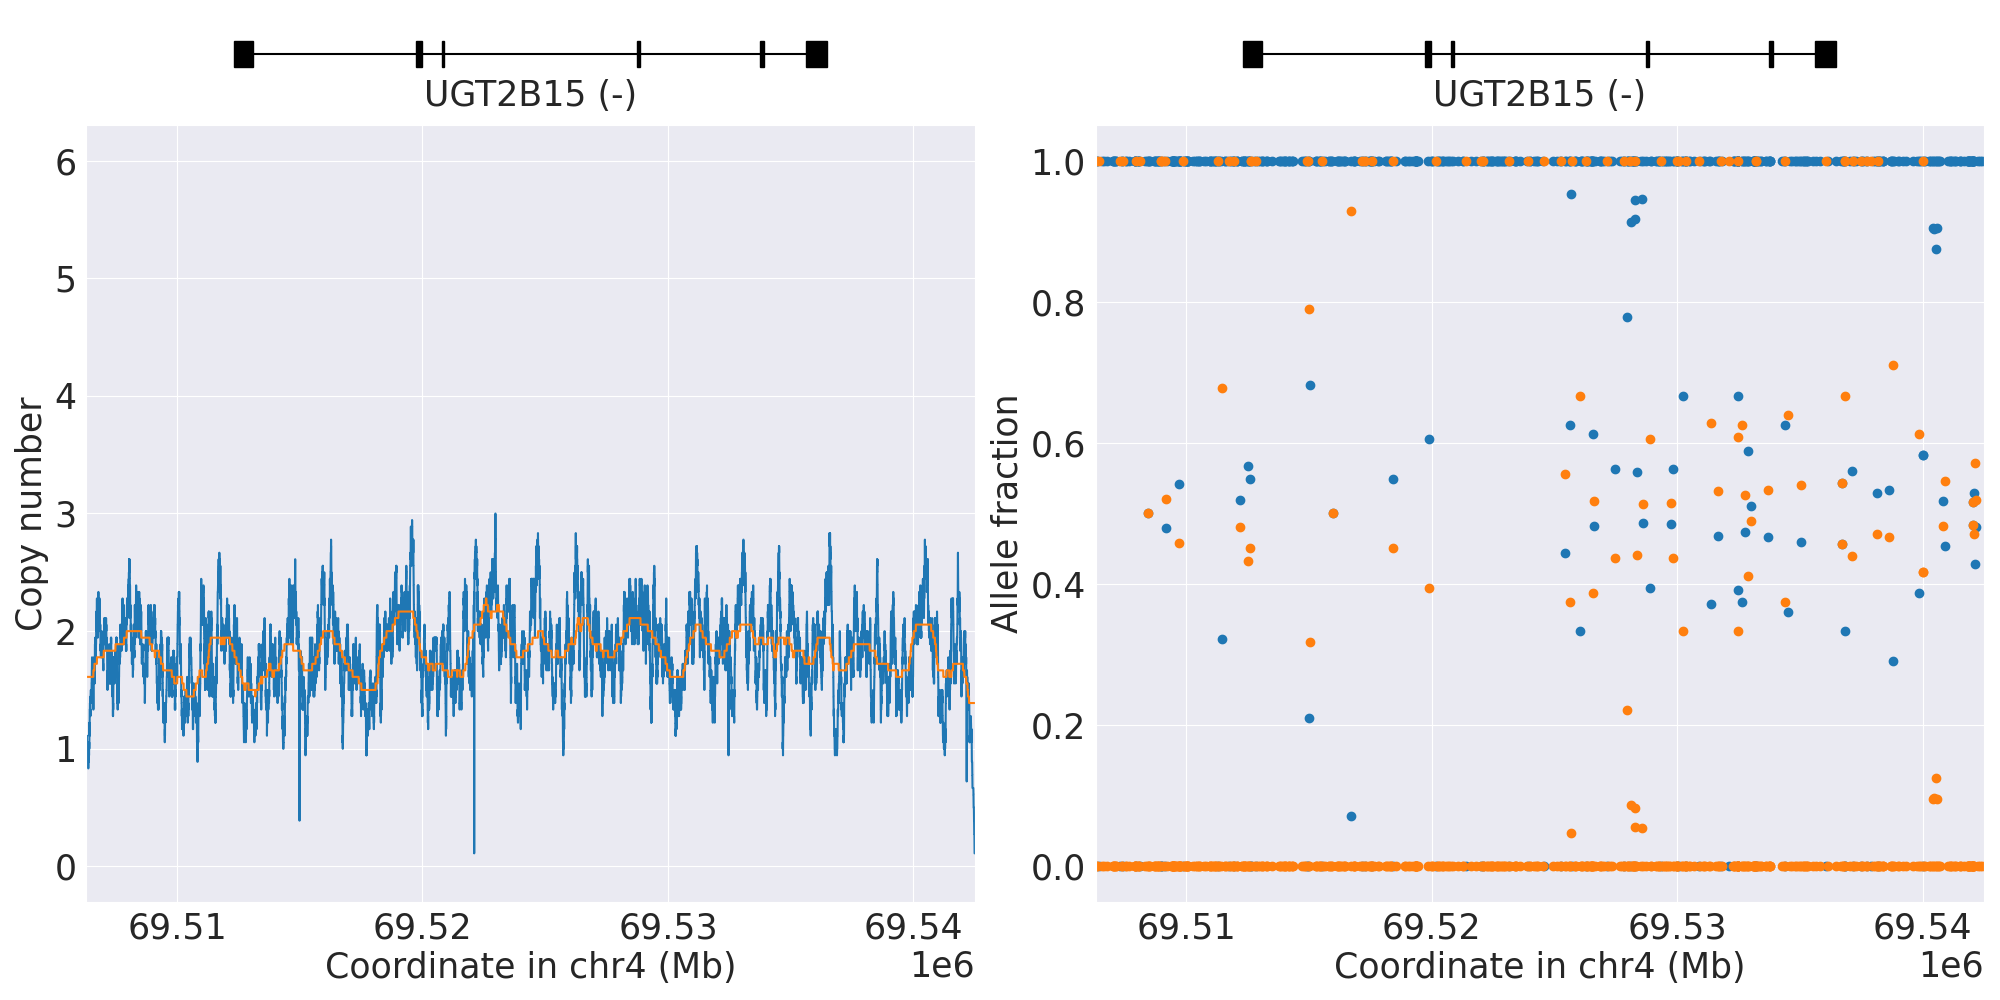 UGT2B15 (-)
6
5
4
3
2
1
0
Copy number
69.51
69.52
69.53
69.54
Coordinate in chr4 (Mb)
1e6
UGT2B15 (-)
1.0
0.8
0.6
0.4
0.2
0.0
Allele fraction
69.51
69.52
69.53
69.54
Coordinate in chr4 (Mb)
1e6